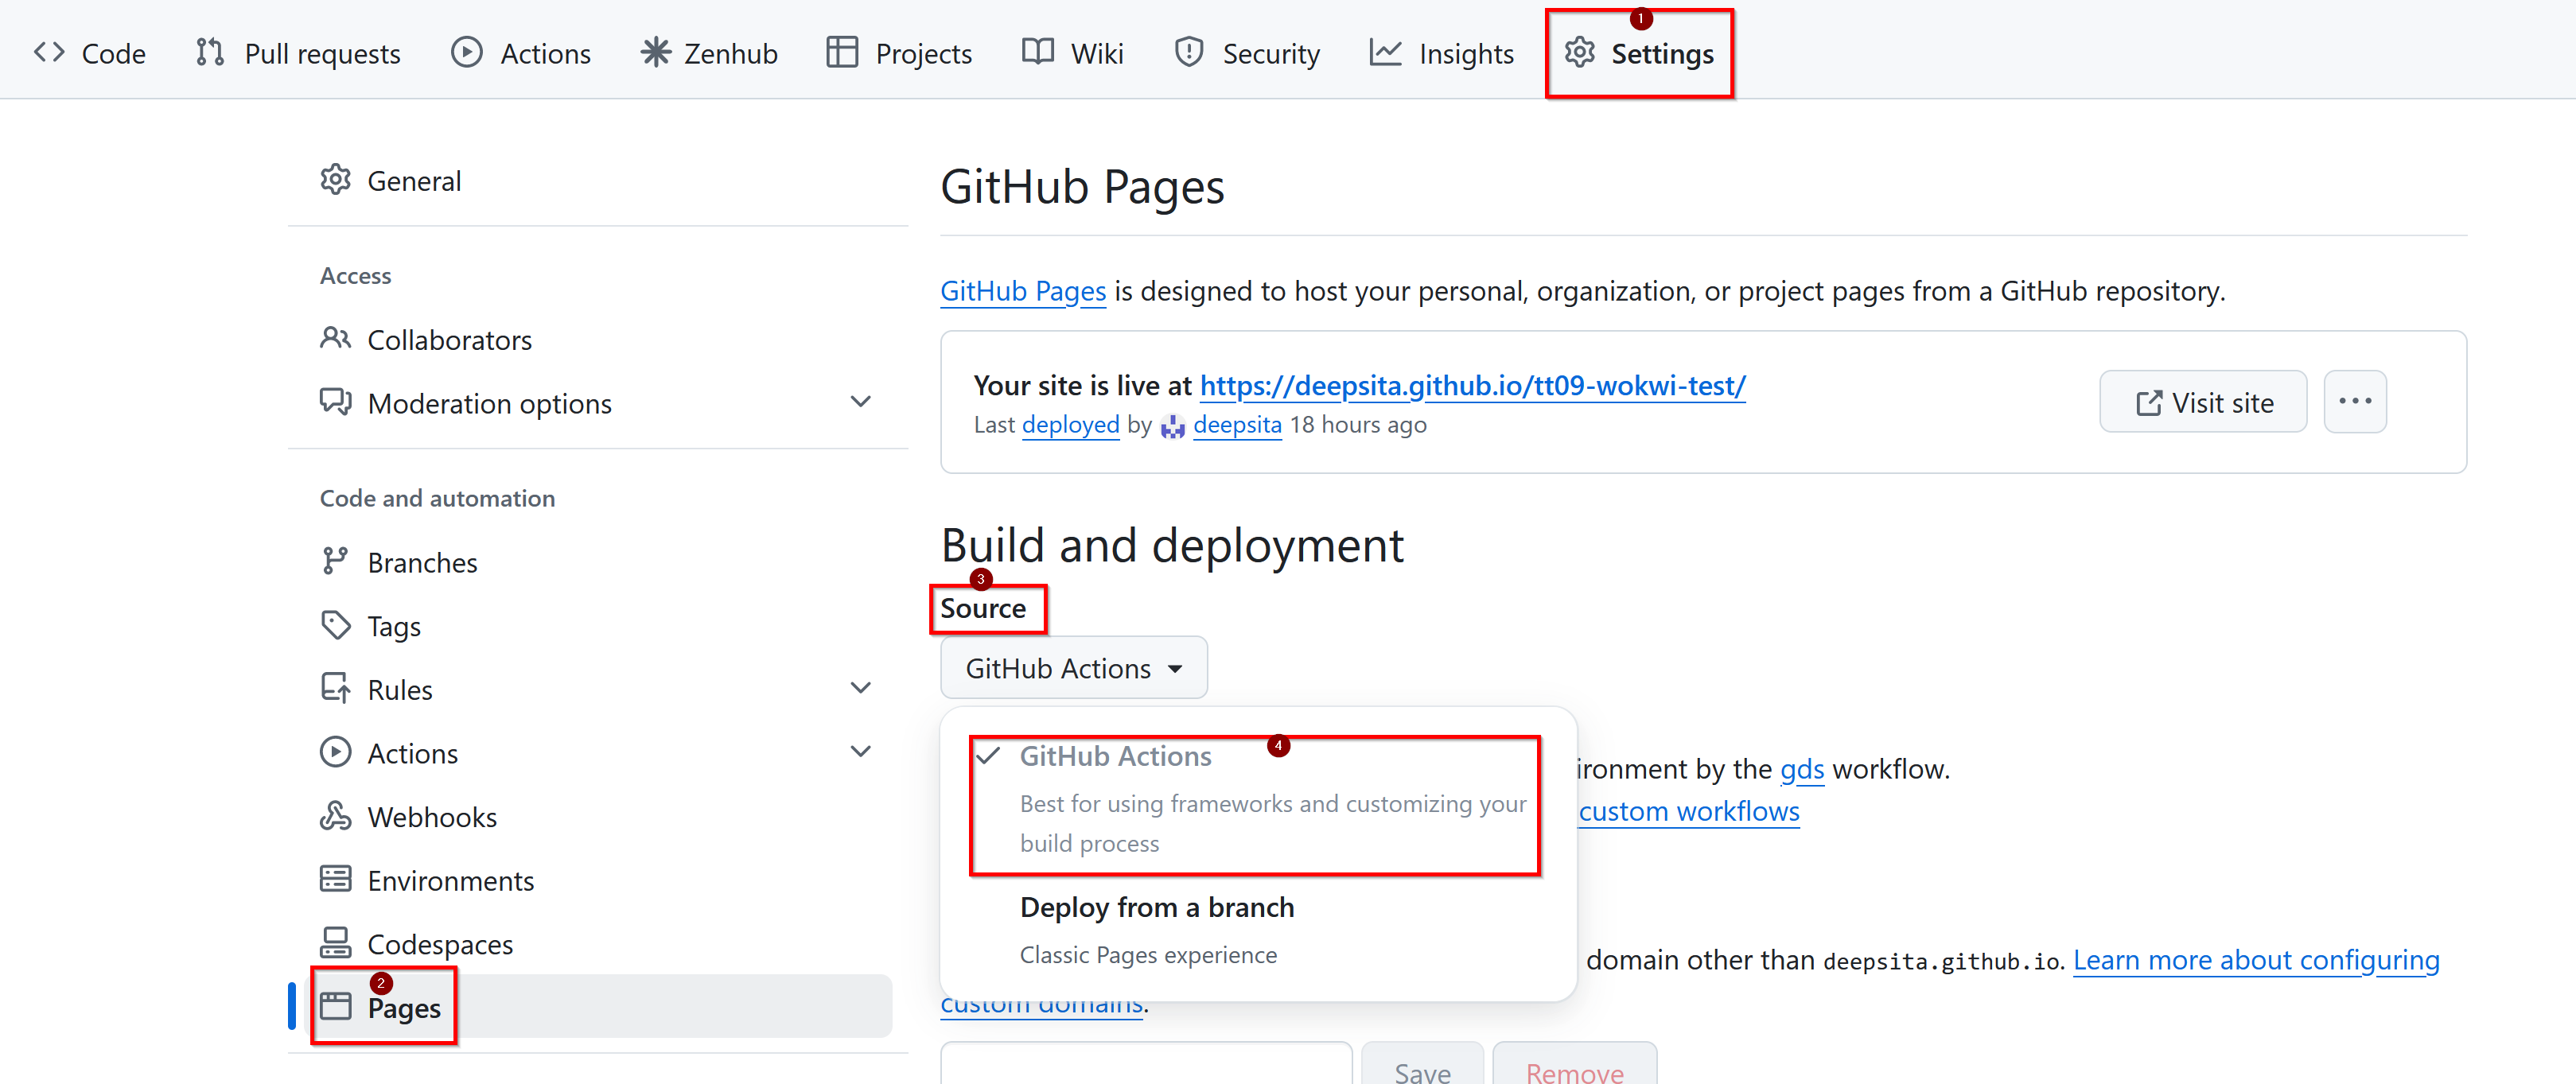 Code Pull requests Actions Zenhub Projects Wiki Security Insights 1 Settings
General
Access
Collaborators
Moderation options
Code and automation
Branches
Tags
Rules
Actions
Webhooks
Environments
Codespaces
2
Pages
GitHub Pages
GitHub Pages is designed to host your personal, organization, or project pages from a GitHub repository.
Your site is live at https://deepsita.github.io/tt09-wokwi-test/
Last deployed by deepsita 18 hours ago
Visit site
Build and deployment
3
Source
GitHub Actions
4
GitHub Actions
Best for using frameworks and customizing your
build process
Deploy from a branch
Classic Pages experience
ironment by the gds workflow.
custom workflows
domain other than deepsita.github.io. Learn more about configuring
custom domains.
Save Remove